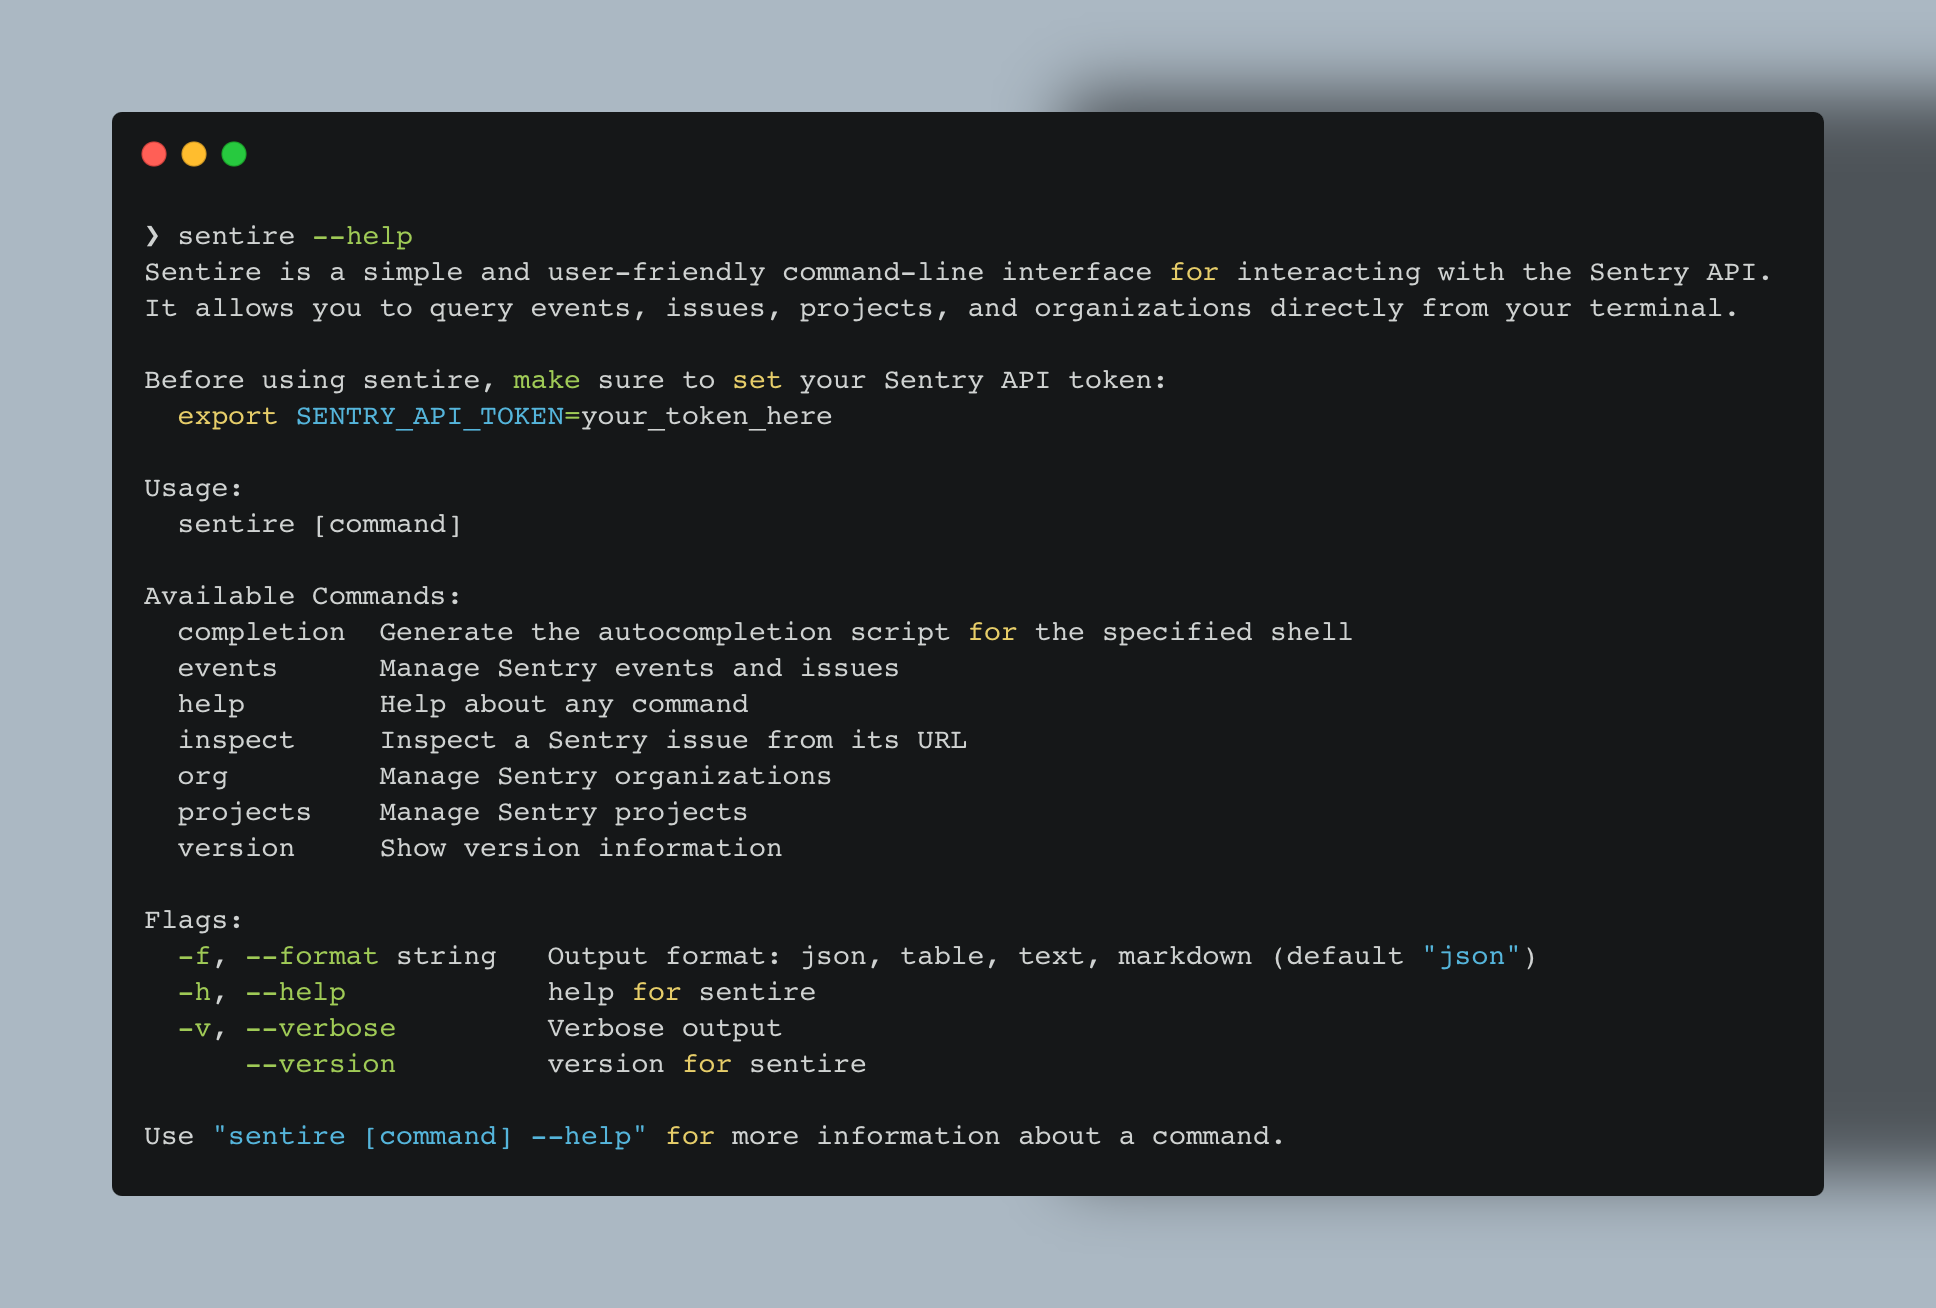 ❯ sentire --help
Sentire is a simple and user-friendly command-line interface for interacting with the Sentry API.
It allows you to query events, issues, projects, and organizations directly from your terminal.

Before using sentire, make sure to set your Sentry API token:
  export SENTRY_API_TOKEN=your_token_here

Usage:
  sentire [command]

Available Commands:
  completion  Generate the autocompletion script for the specified shell
  events      Manage Sentry events and issues
  help        Help about any command
  inspect     Inspect a Sentry issue from its URL
  org         Manage Sentry organizations
  projects    Manage Sentry projects
  version     Show version information

Flags:
  -f, --format string   Output format: json, table, text, markdown (default "json")
  -h, --help            help for sentire
  -v, --verbose         Verbose output
      --version         version for sentire

Use "sentire [command] --help" for more information about a command.